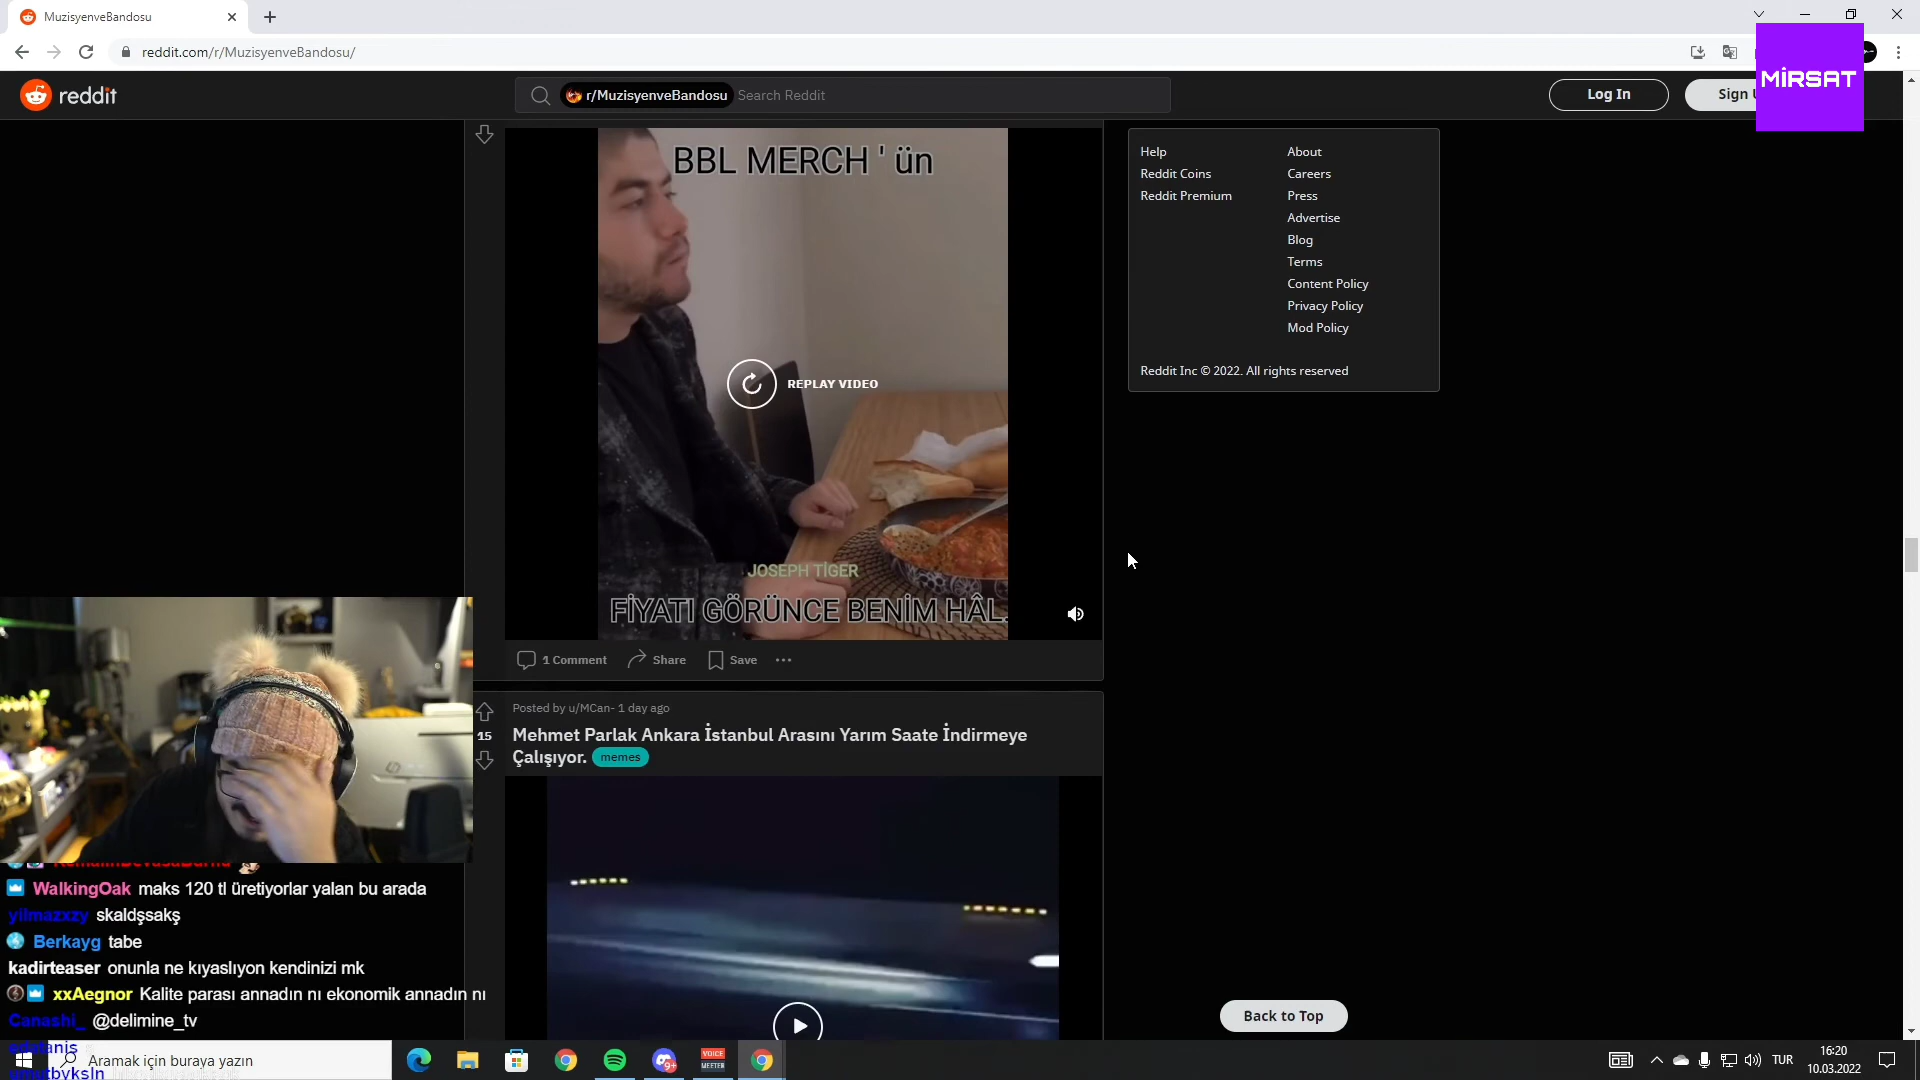 MuzisyenveBandosu
reddit.com/r/MuzisyenveBandosu/
MİRSAT
reddit
r/MuzisyenveBandosu Search Reddit
Log In
Sign
BBL MERCH ' ün
REPLAY VIDEO
JOSEPH TİGER
FİYATI GÖRÜNCE BENİM HÂL.
Help
Reddit Coins
Reddit Premium
About
Careers
Press
Advertise
Blog
Terms
Content Policy
Privacy Policy
Mod Policy
Reddit Inc © 2022. All rights reserved
1 Comment Share Save
Posted by u/MCan- 1 day ago
15
Mehmet Parlak Ankara İstanbul Arasını Yarım Saate İndirmeye
Çalışıyor. memes
WalkingOak maks 120 tl üretiyorlar yalan bu arada
yilmazxzy skaldşsakş
Berkayg tabe
kadirteaser onunla ne kıyaslıyon kendinizi mk
xxAegnor Kalite parası annadın nı ekonomik annadın nı
Canashi_ @delimine_tv
Back to Top
Aramak için buraya yazın
VOICE
MEETER
9+
TUR
16:20
10.03.2022